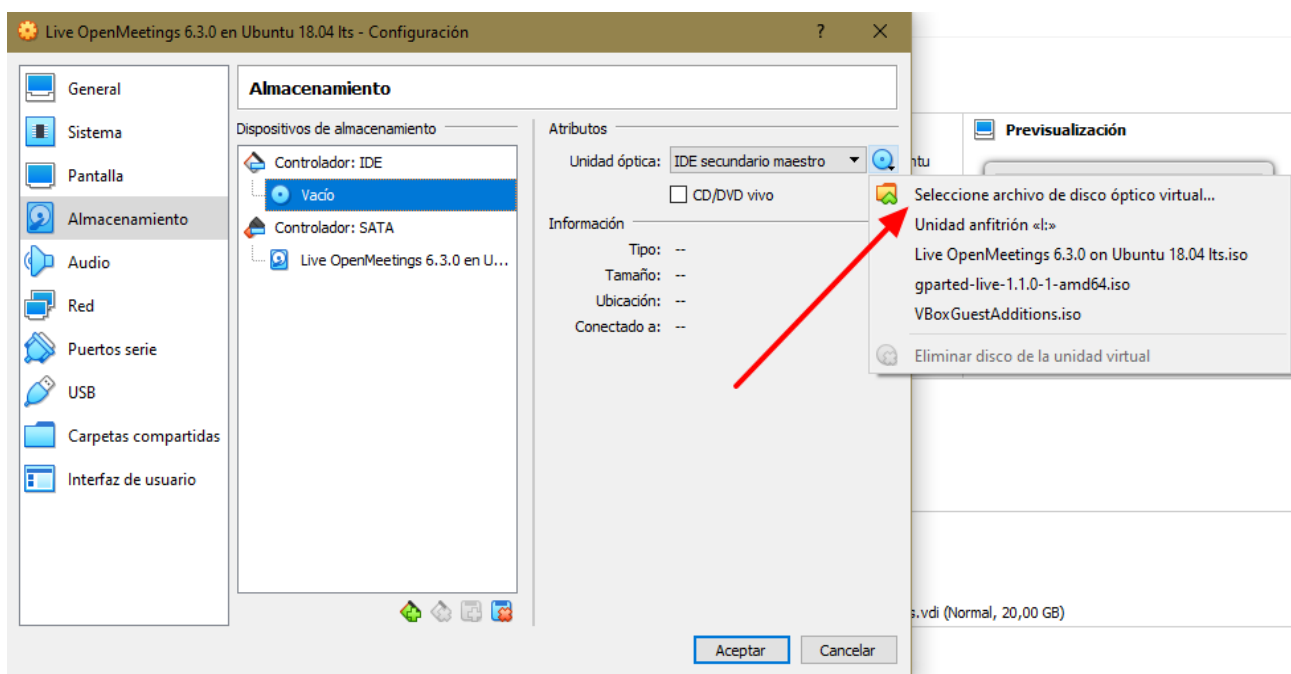 Live OpenMeetings 6.3.0 en Ubuntu 18.04 lts - Configuración
?
General
Sistema
Pantalla
Almacenamiento
Audio
Red
Puertos serie
USB
Carpetas compartidas
Interfaz de usuario
Almacenamiento
Dispositivos de almacenamiento
Controlador: IDE
Vacío
Controlador: SATA
Live OpenMeetings 6.3.0 en U...
Atributos
Unidad óptica: IDE secundario maestro
CD/DVD vivo
Información
Tipo: --
Tamaño: --
Ubicación: --
Conectado a: --
Aceptar
Cancelar
Previsualización
Seleccione archivo de disco óptico virtual...
Unidad anfitrión «I:»
Live OpenMeetings 6.3.0 on Ubuntu 18.04 lts.iso
gparted-live-1.1.0-1-amd64.iso
VBoxGuestAdditions.iso
Eliminar disco de la unidad virtual
s.vdi (Normal, 20,00 GB)